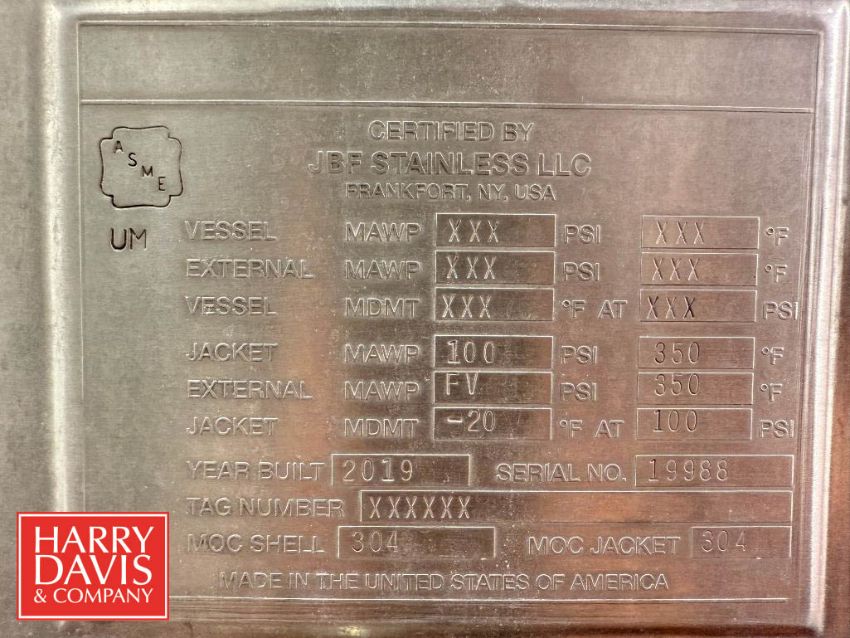 ASME
UM
CERTIFIED BY
JBF STAINLESS LLC
FRANKFORT, NY, USA
VESSEL MAWP XXX PSI XXX °F
EXTERNAL MAWP XXX PSI XXX °F
VESSEL MDMT XXX °F AT XXX PSI
JACKET MAWP 100 PSI 350 °F
EXTERNAL MAWP FV PSI 350 °F
JACKET MDMT -20 °F AT 100 PSI
YEAR BUILT 2019 SERIAL NO. 19988
TAG NUMBER XXXXXX
MOC SHELL 304 MOC JACKET 304
MADE IN THE UNITED STATES OF AMERICA
HARRY
DAVIS
& COMPANY